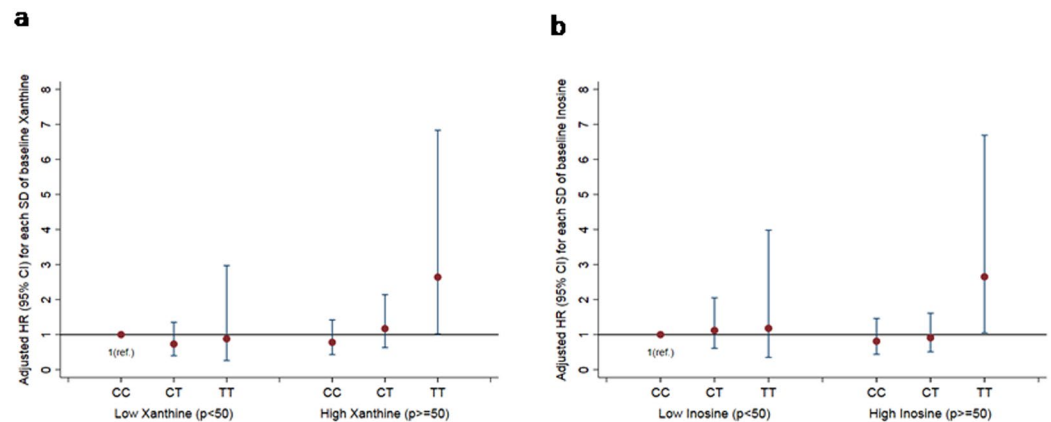 a
Adjusted HR (95% CI) for each SD of baseline Xanthine
8
7
6
5
4
3
2
1
0
1(ref.)
CC CT TT CC CT TT
Low Xanthine (p<50) High Xanthine (p>=50)
b
Adjusted HR (95% CI) for each SD of baseline Inosine
8
7
6
5
4
3
2
1
0
1(ref.)
CC CT TT CC CT TT
Low Inosine (p<50) High Inosine (p>=50)